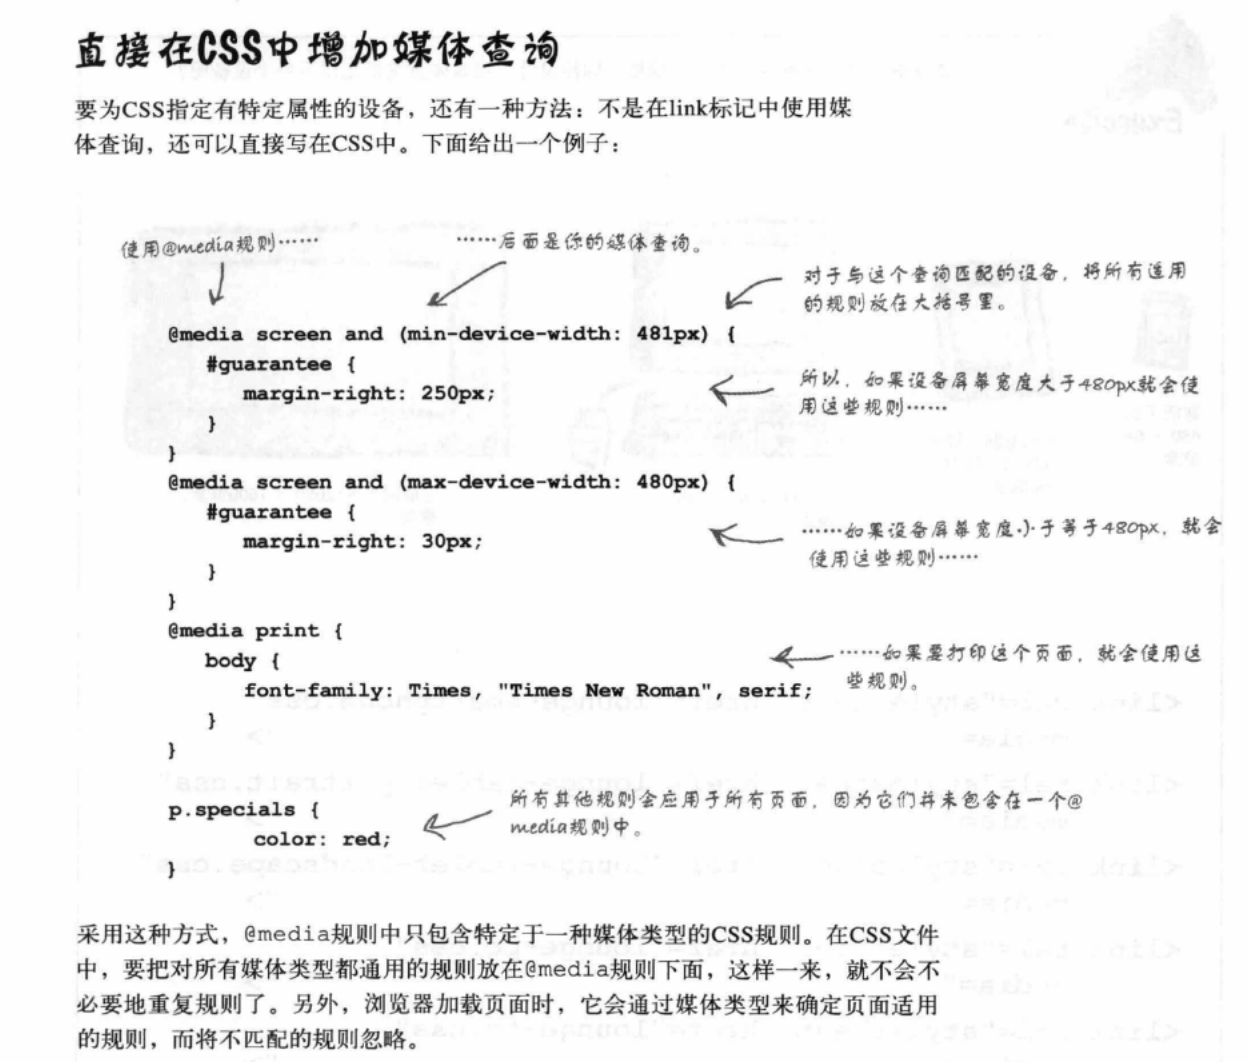 直接在CSS中增加媒体查询
要为CSS指定有特定属性的设备，还有一种方法：不是在link标记中使用媒
体查询，还可以直接写在CSS中。下面给出一个例子：
使用@media规则……
……后面是你的媒体查询。
对于与这个查询匹配的设备，将所有适用
的规则放在大括号里。
@media screen and (min-device-width: 481px) {
#guarantee {
margin-right: 250px;
}
}
所以，如果设备屏幕宽度大于480px就会使
用这些规则……
@media screen and (max-device-width: 480px) {
#guarantee {
margin-right: 30px;
}
}
……如果设备屏幕宽度小于等于480px，就会
使用这些规则……
@media print {
body {
font-family: Times, "Times New Roman", serif;
}
}
……如果要打印这个页面，就会使用这
些规则。
p.specials {
color: red;
}
所有其他规则会应用于所有页面，因为它们并未包含在一个@
media规则中。
采用这种方式，@media规则中只包含特定于一种媒体类型的CSS规则。在CSS文件
中，要把对所有媒体类型都通用的规则放在@media规则下面，这样一来，就不会不
必要地重复规则了。另外，浏览器加载页面时，它会通过媒体类型来确定页面适用
的规则，而将不匹配的规则忽略。